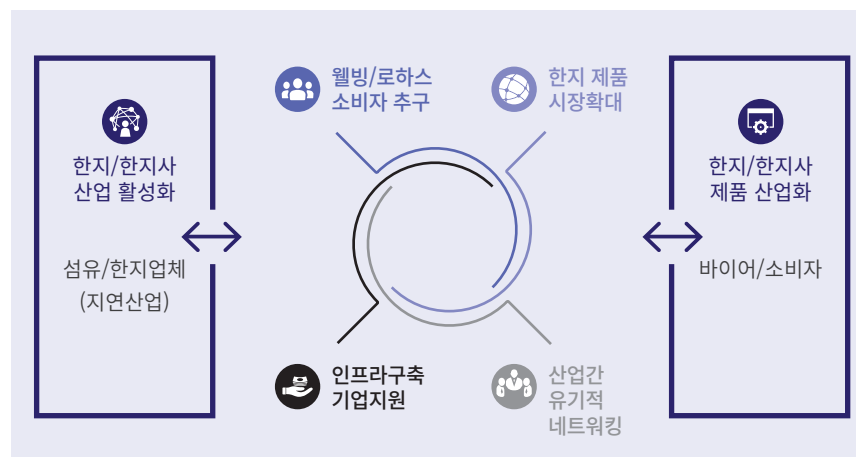 한지/한지사
산업 활성화
섬유/한지업체
(지연산업)
웰빙/로하스
소비자 추구
한지 제품
시장확대
인프라구축
기업지원
산업간
유기적
네트워킹
한지/한지사
제품 산업화
바이어/소비자